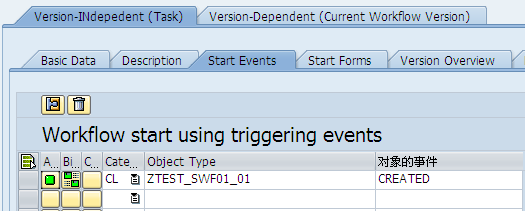 Version-INdepedent (Task) Version-Dependent (Current Workflow Version)
Basic Data Description Start Events Start Forms Version Overview
Workflow start using triggering events
A... Bi... C... Cate... Object Type 对象的事件
CL ZTEST_SWF01_01 CREATED